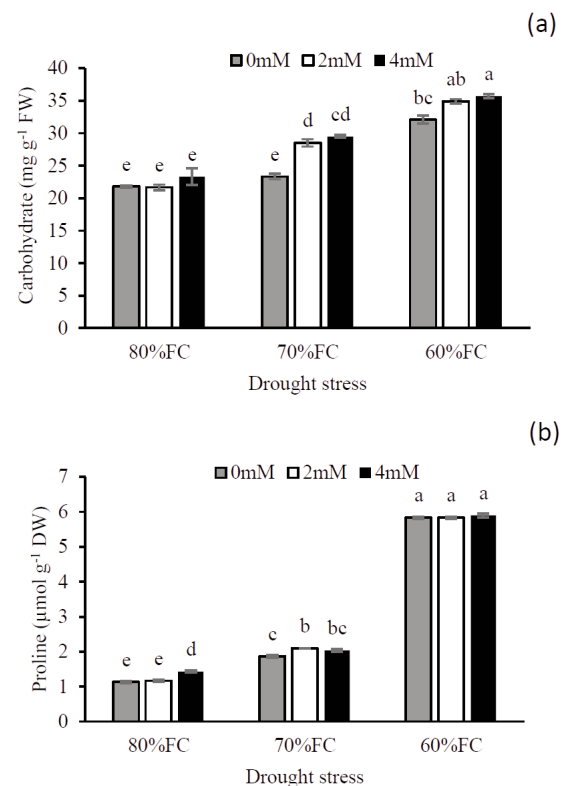 (a)
0mM 2mM 4mM
Carbohydrate (mg g⁻¹ FW)
40
35
30
25
20
15
10
5
0
e e e e d cd bc ab a
80%FC 70%FC 60%FC
Drought stress
(b)
0mM 2mM 4mM
Proline (µmol g⁻¹ DW)
7
6
5
4
3
2
1
0
e e d c b bc a a a
80%FC 70%FC 60%FC
Drought stress